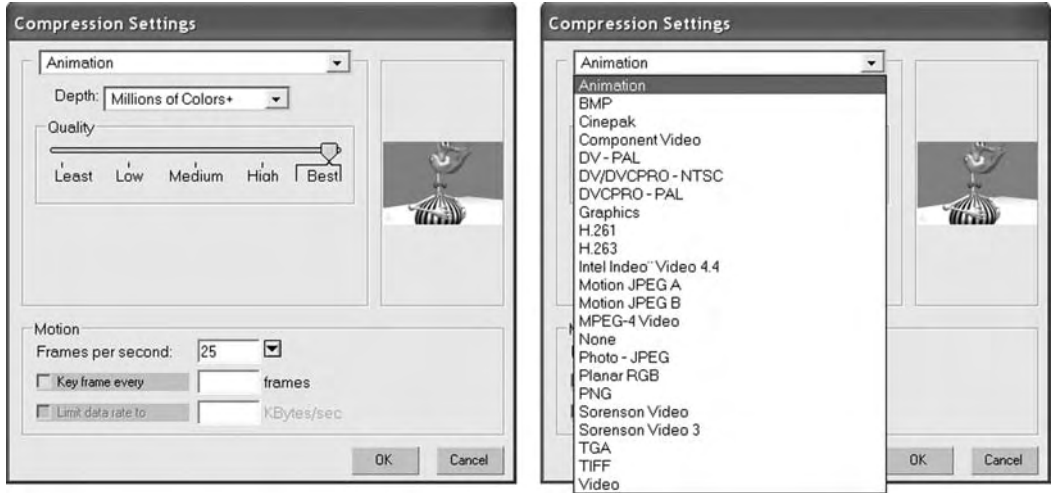 Compression Settings
Animation
Depth: Millions of Colors+
Quality
Least Low Medium High Best
Motion
Frames per second: 25
Key frame every frames
Limit data rate to KBytes/sec
OK Cancel
Compression Settings
Animation
Animation
BMP
Cinepak
Component Video
DV - PAL
DV/DVCPRO - NTSC
DVCPRO - PAL
Graphics
H.261
H.263
Intel Indeo¨ Video 4.4
Motion JPEG A
Motion JPEG B
MPEG-4 Video
None
Photo - JPEG
Planar RGB
PNG
Sorenson Video
Sorenson Video 3
TGA
TIFF
Video
OK Cancel